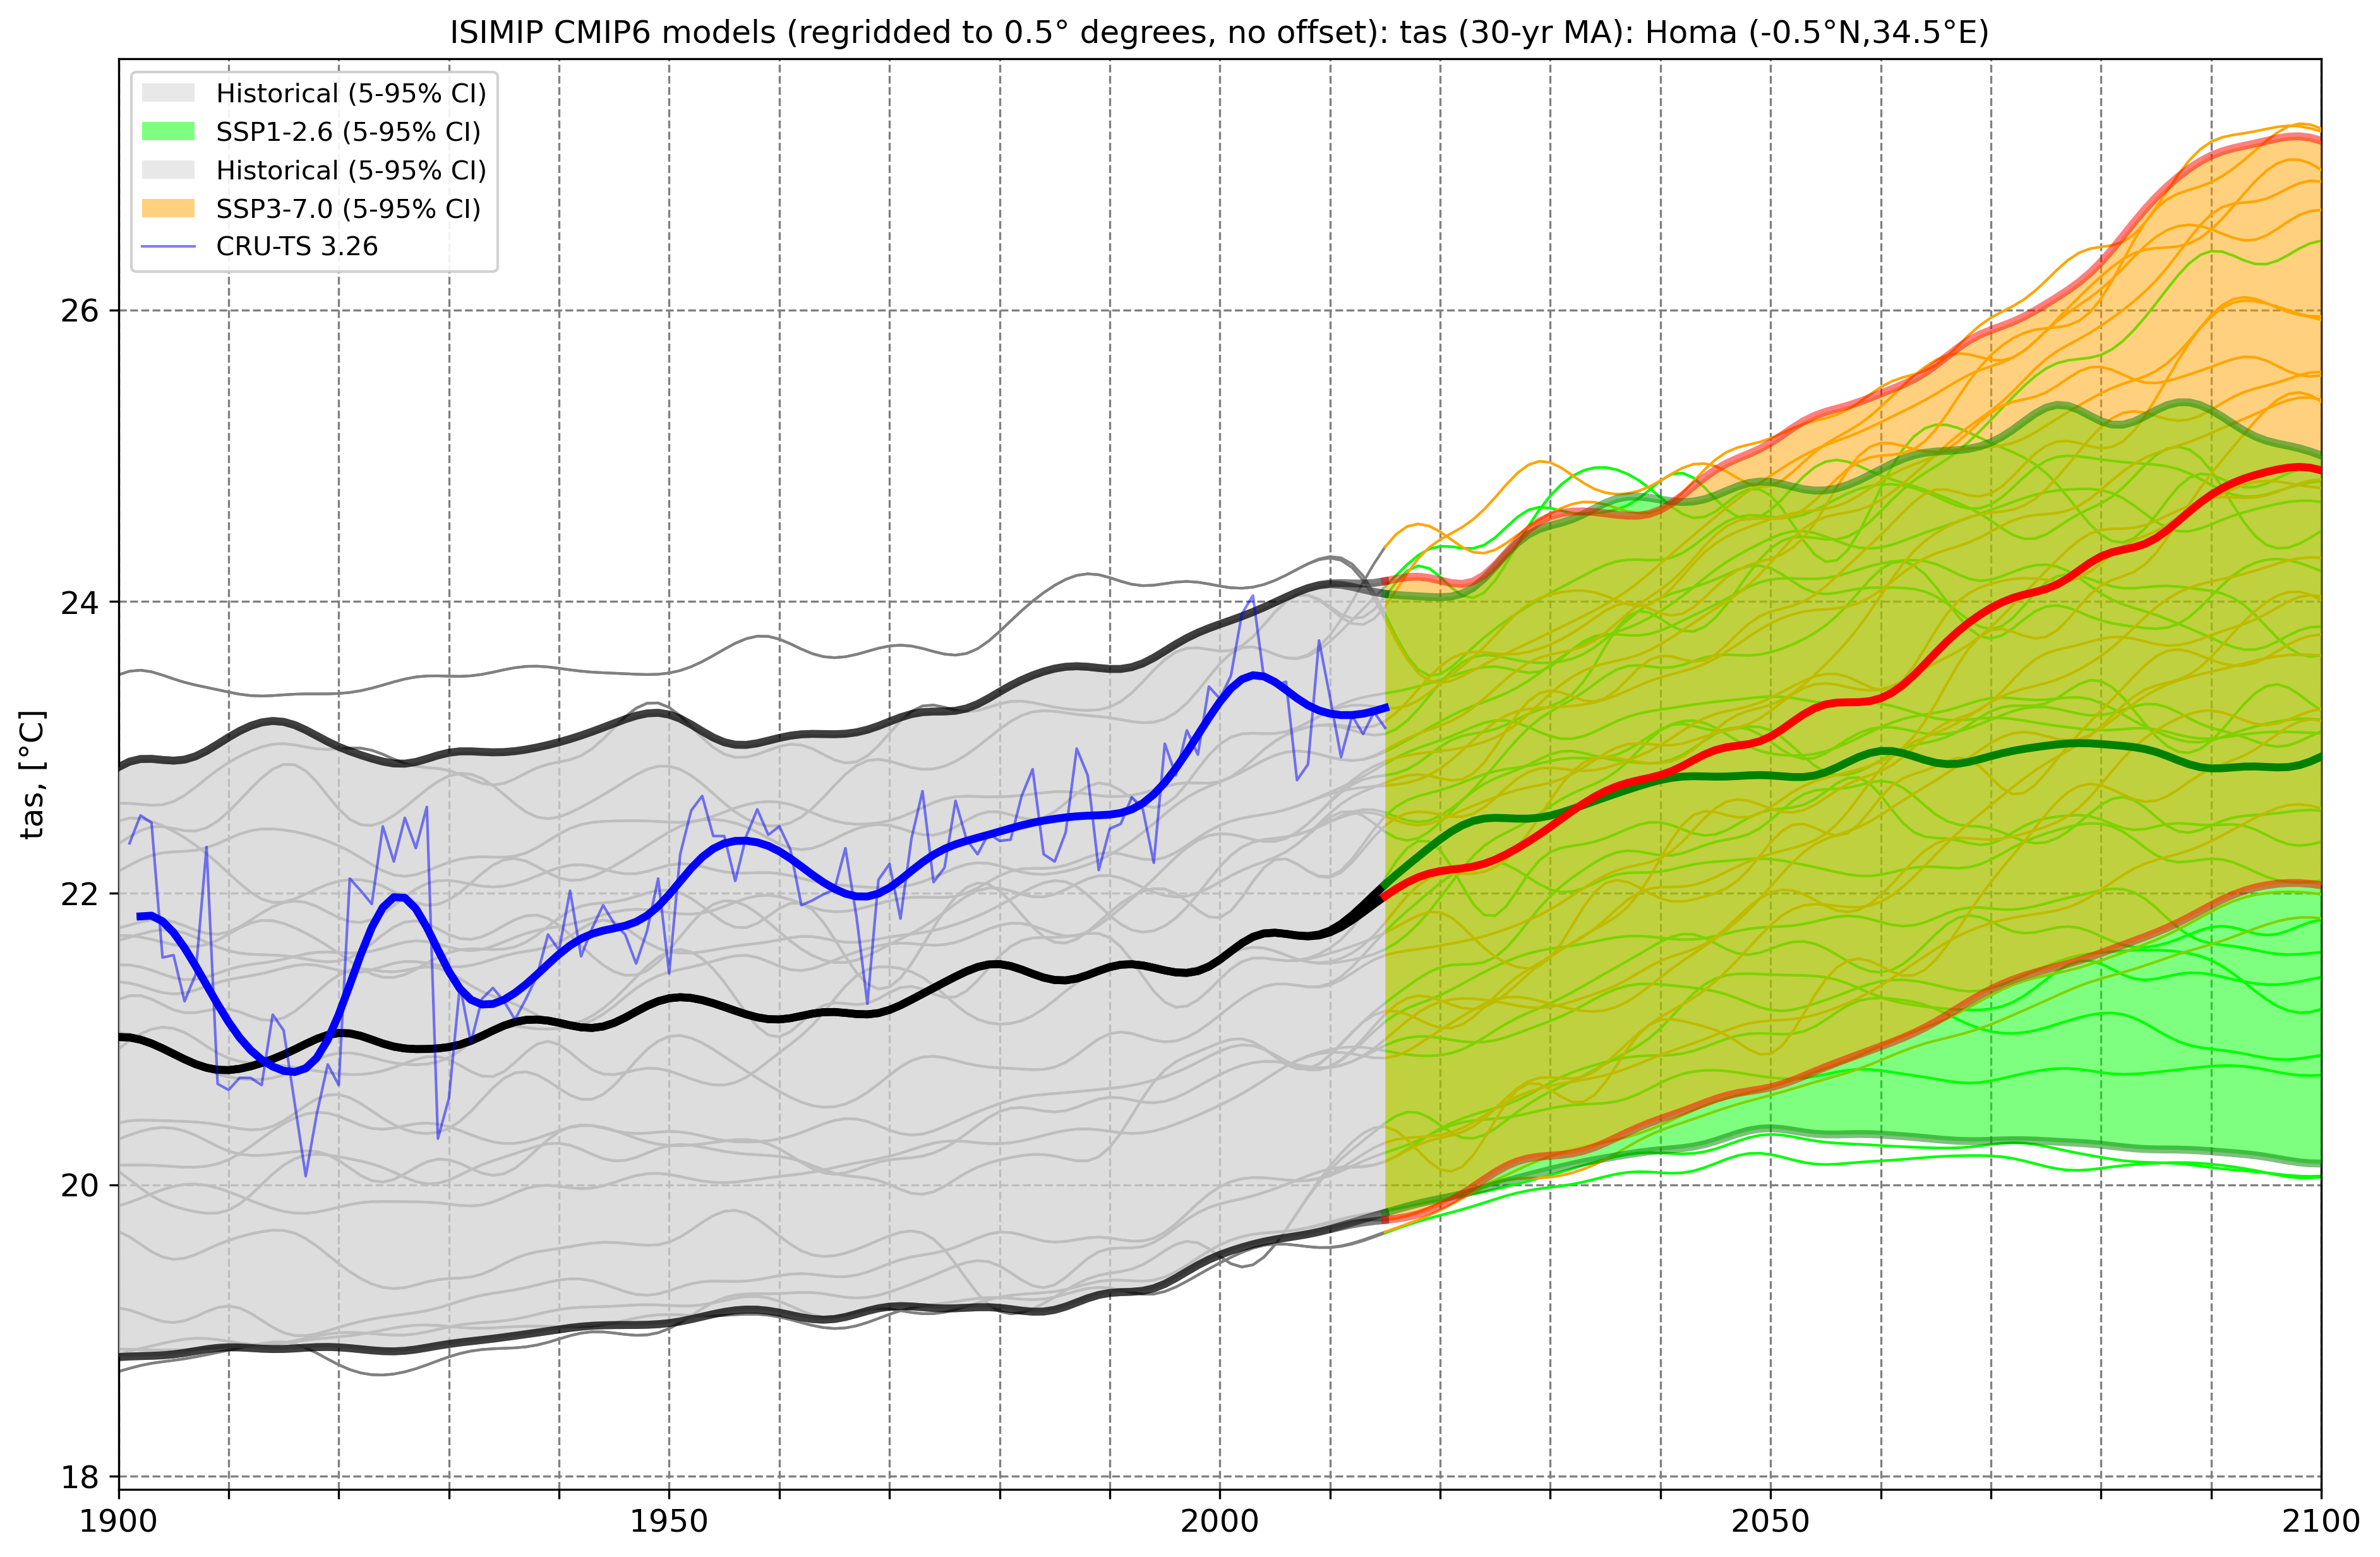 ISIMIP CMIP6 models (regridded to 0.5° degrees, no offset): tas (30-yr MA): Homa (-0.5°N,34.5°E)
Historical (5-95% CI)
SSP1-2.6 (5-95% CI)
Historical (5-95% CI)
SSP3-7.0 (5-95% CI)
CRU-TS 3.26
tas, [°C]
26
24
22
20
18
1900 1950 2000 2050 2100